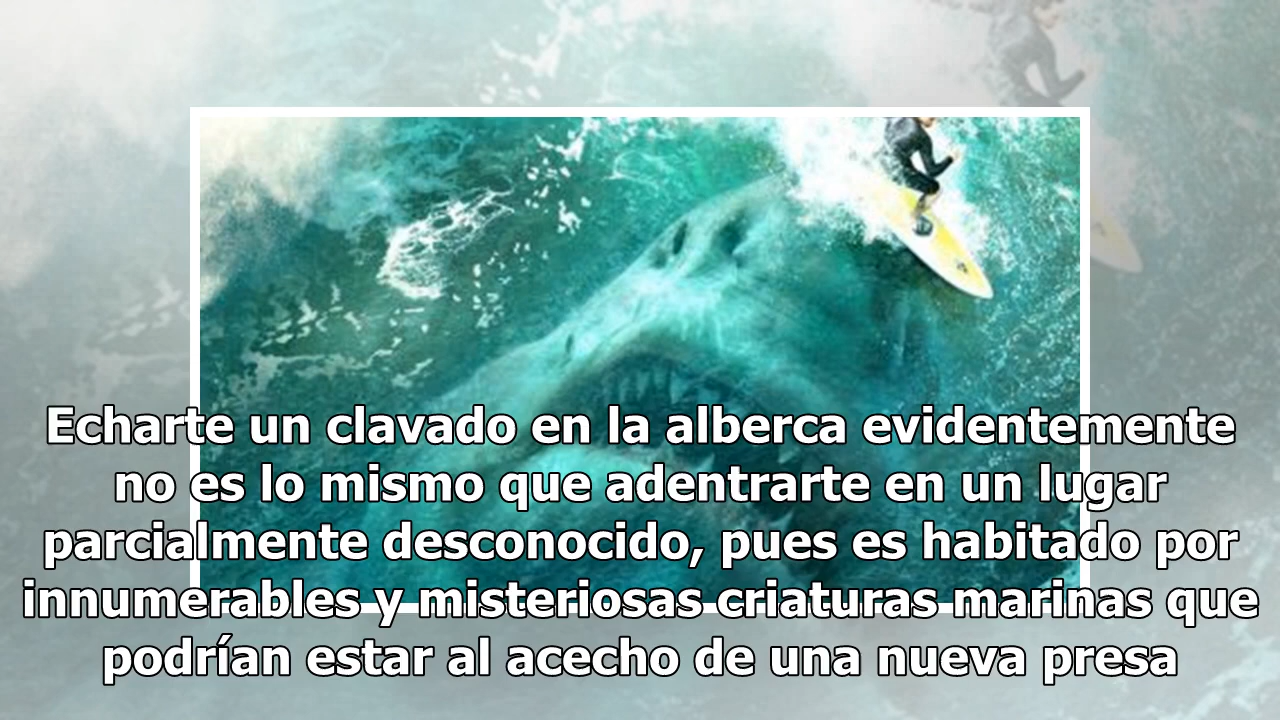 Echarte un clavado en la alberca evidentemente
no es lo mismo que adentrarte en un lugar
parcialmente desconocido, pues es habitado por
innumerables y misteriosas criaturas marinas que
podrían estar al acecho de una nueva presa